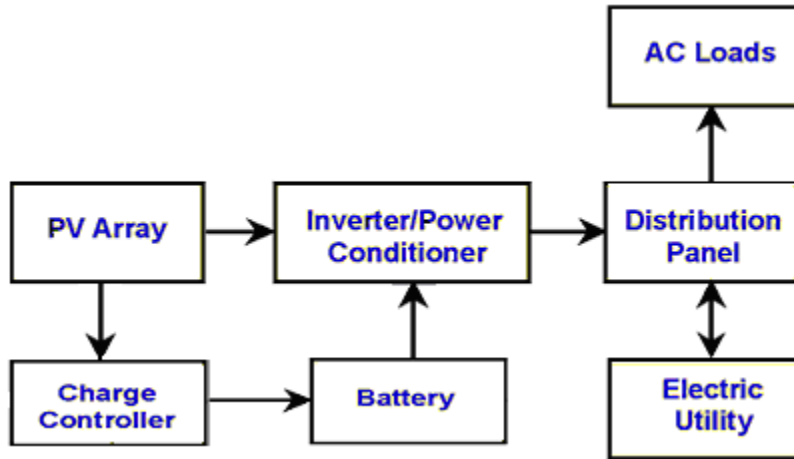 AC Loads
PV Array
Inverter/Power
Conditioner
Distribution
Panel
Charge
Controller
Battery
Electric
Utility